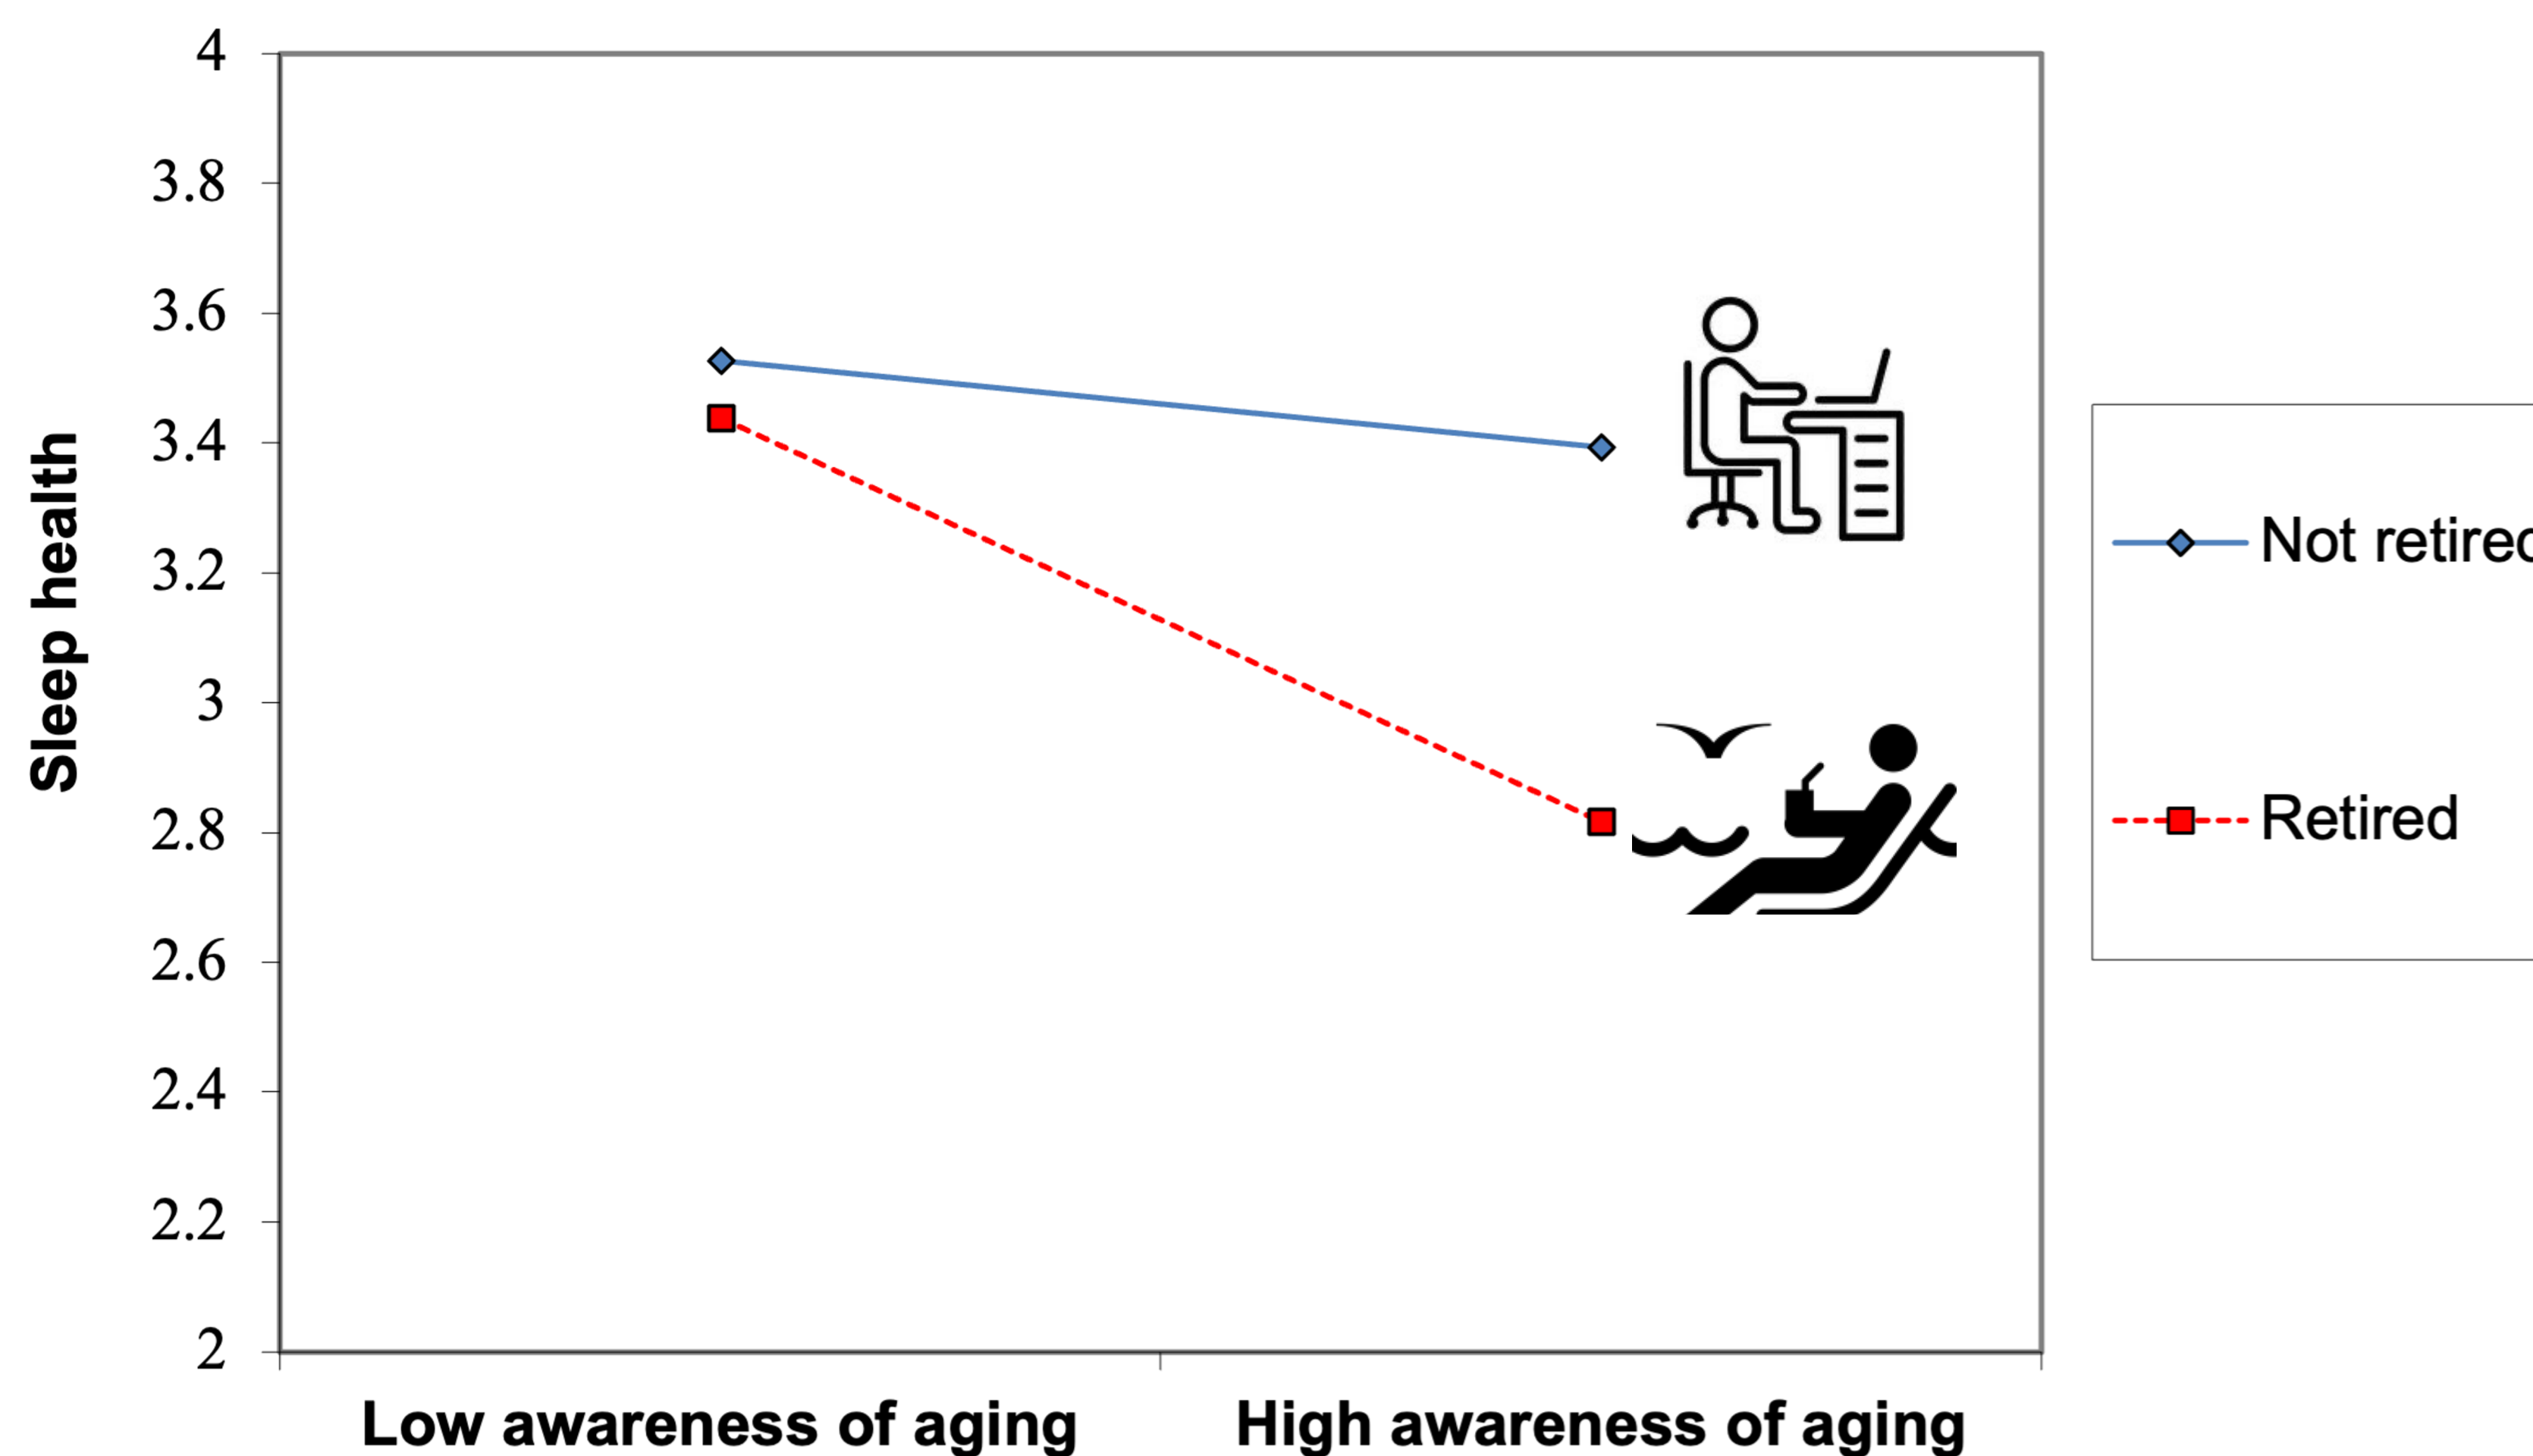 4
3.8
3.6
3.4
3.2
3
2.8
2.6
2.4
2.2
2
Sleep health
Low awareness of aging
High awareness of aging
Not retired
Retired